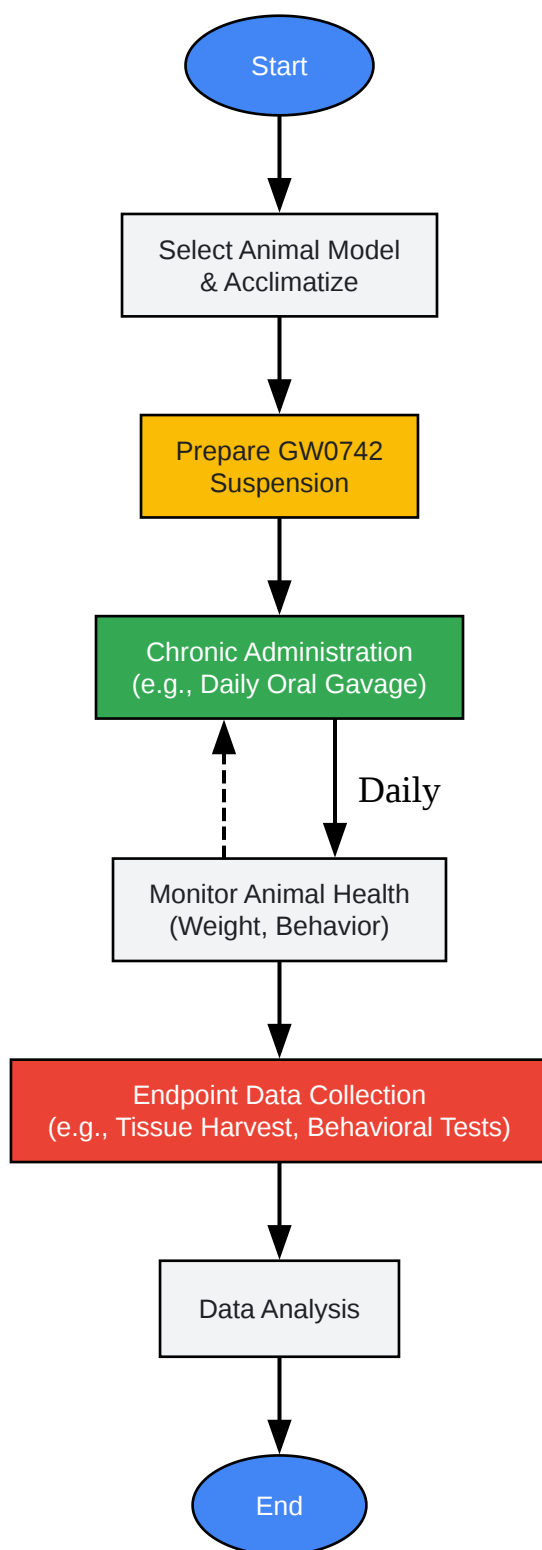 Start
Select Animal Model
& Acclimatize
Prepare GW0742
Suspension
Chronic Administration
(e.g., Daily Oral Gavage)
Daily
Monitor Animal Health
(Weight, Behavior)
Endpoint Data Collection
(e.g., Tissue Harvest, Behavioral Tests)
Data Analysis
End